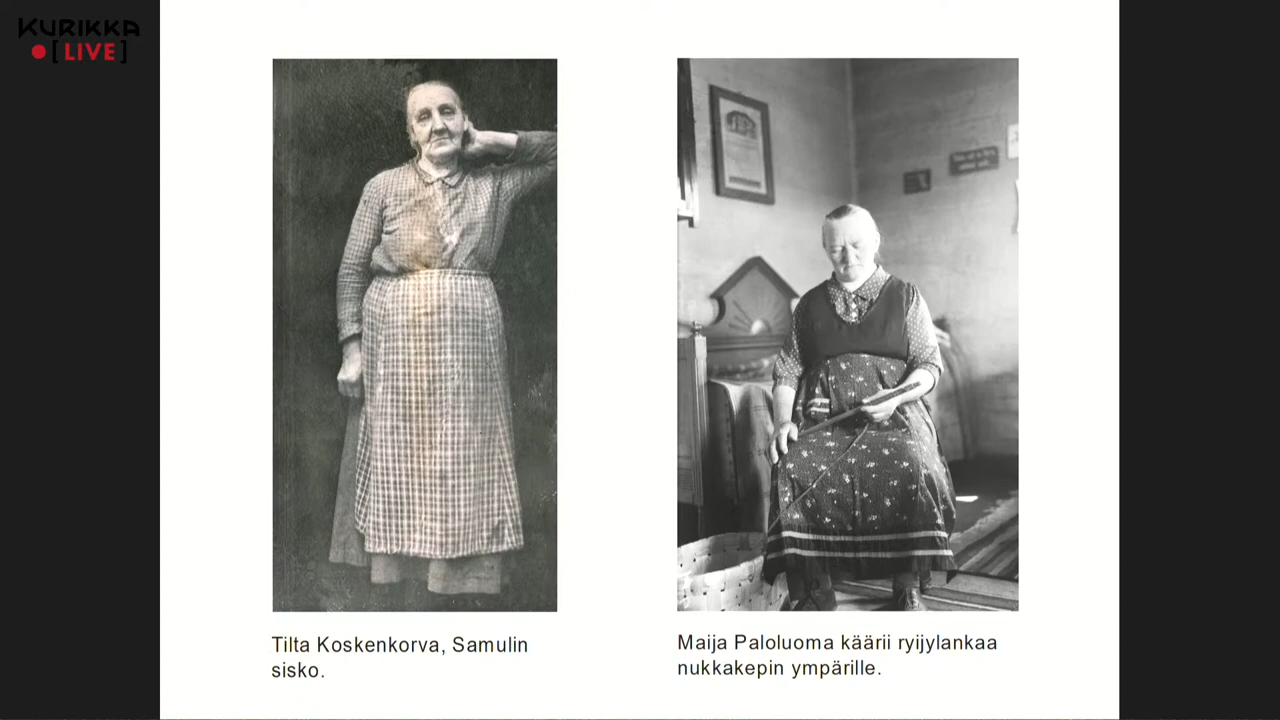 KURIKKA
[LIVE]
Tilta Koskenkorva, Samulin
sisko.
Maija Paloluoma käärii ryijylankaa
nukkakepin ympärille.